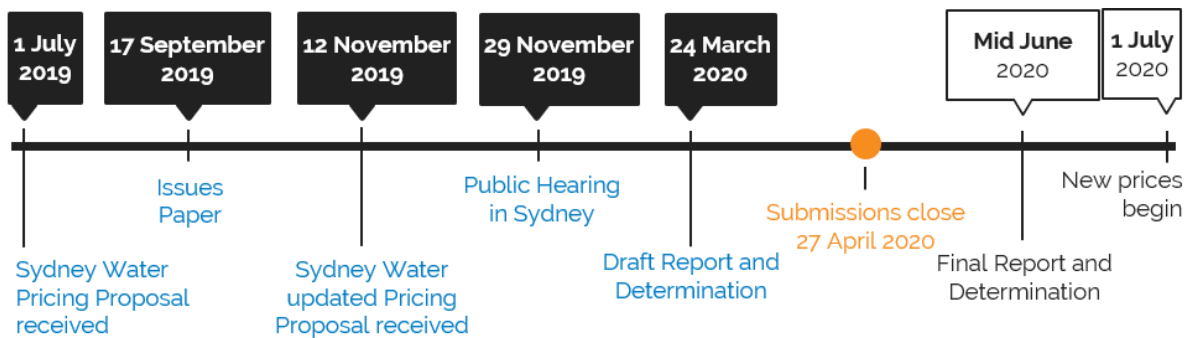 1 July
2019
17 September
2019
12 November
2019
29 November
2019
24 March
2020
Mid June
2020
1 July
2020
Sydney Water
Pricing Proposal
received
Issues
Paper
Sydney Water
updated Pricing
Proposal received
Public Hearing
in Sydney
Draft Report and
Determination
Submissions close
27 April 2020
Final Report and
Determination
New prices
begin